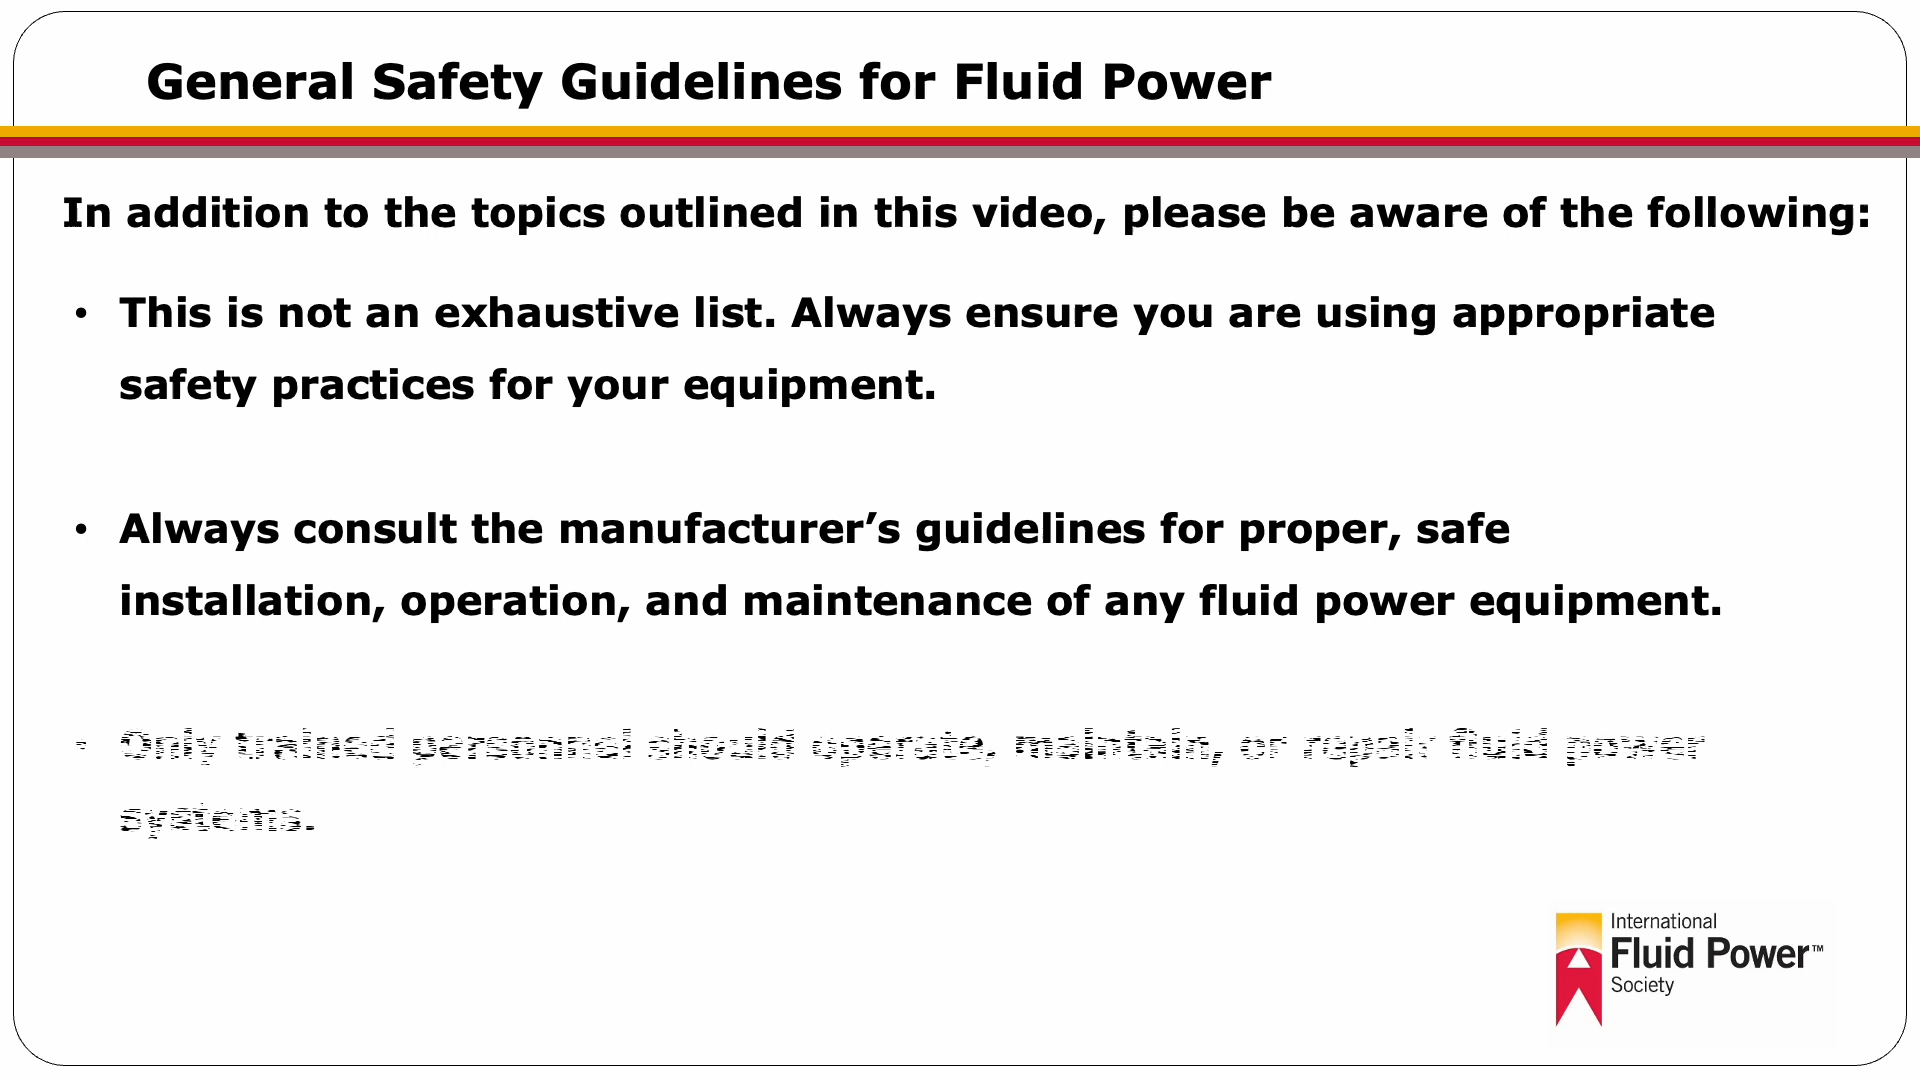 General Safety Guidelines for Fluid Power
In addition to the topics outlined in this video, please be aware of the following:
• This is not an exhaustive list. Always ensure you are using appropriate
safety practices for your equipment.
• Always consult the manufacturer’s guidelines for proper, safe
installation, operation, and maintenance of any fluid power equipment.
• Only trained personnel should operate, maintain, or repair fluid power
systems.
International
Fluid Power™
Society